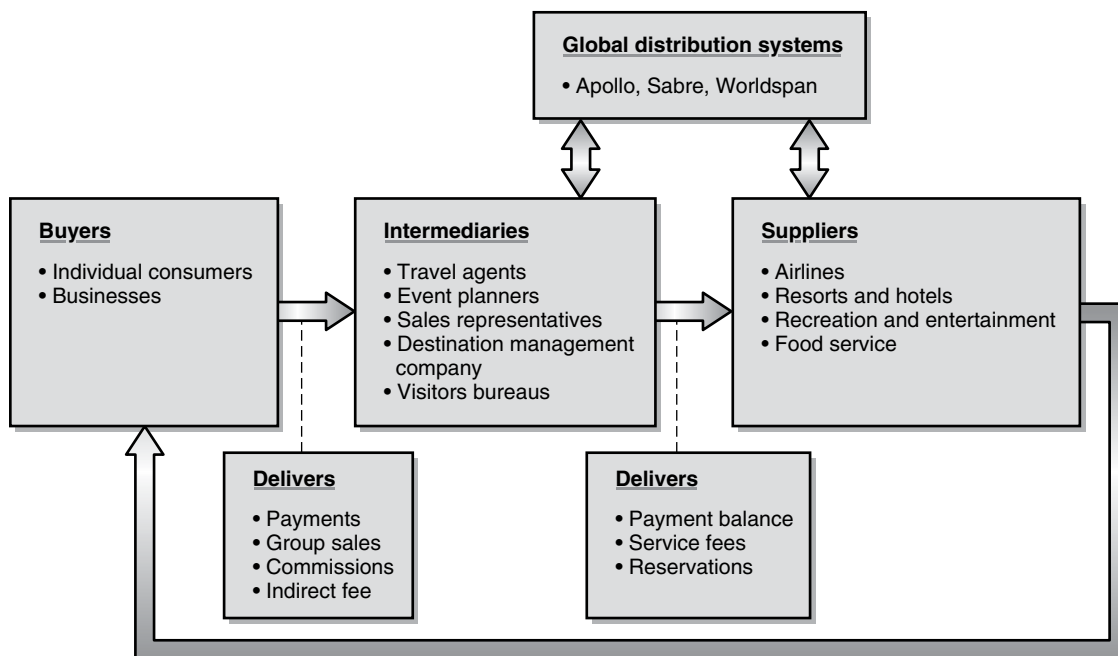 Global distribution systems
• Apollo, Sabre, Worldspan
Buyers
• Individual consumers
• Businesses
Intermediaries
• Travel agents
• Event planners
• Sales representatives
• Destination management
company
• Visitors bureaus
Suppliers
• Airlines
• Resorts and hotels
• Recreation and entertainment
• Food service
Delivers
• Payments
• Group sales
• Commissions
• Indirect fee
Delivers
• Payment balance
• Service fees
• Reservations